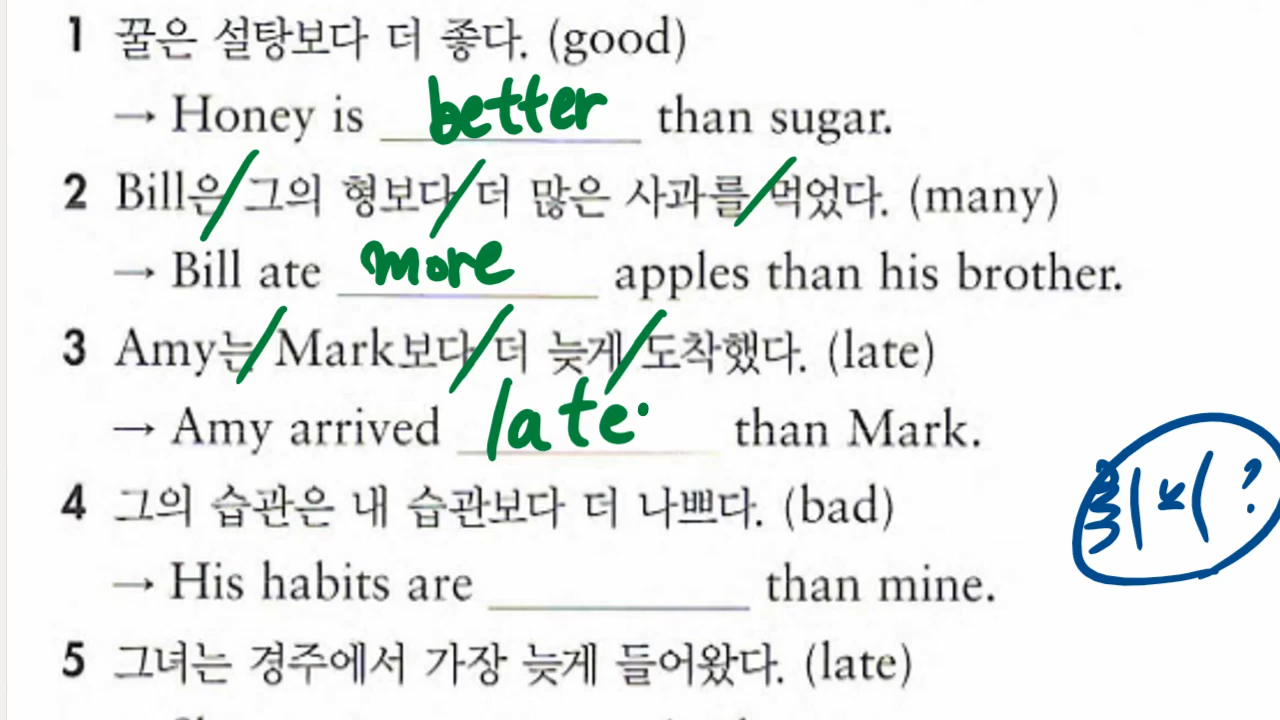 1 꿀은 설탕보다 더 좋다. (good)
→ Honey is better than sugar.
2 Bill은 그의 형보다 더 많은 사과를 먹었다. (many)
→ Bill ate more apples than his brother.
3 Amy는 Mark보다 더 늦게 도착했다. (late)
→ Amy arrived late than Mark.
4 그의 습관은 내 습관보다 더 나쁘다. (bad)
→ His habits are than mine.
5 그녀는 경주에서 가장 늦게 들어왔다. (late)